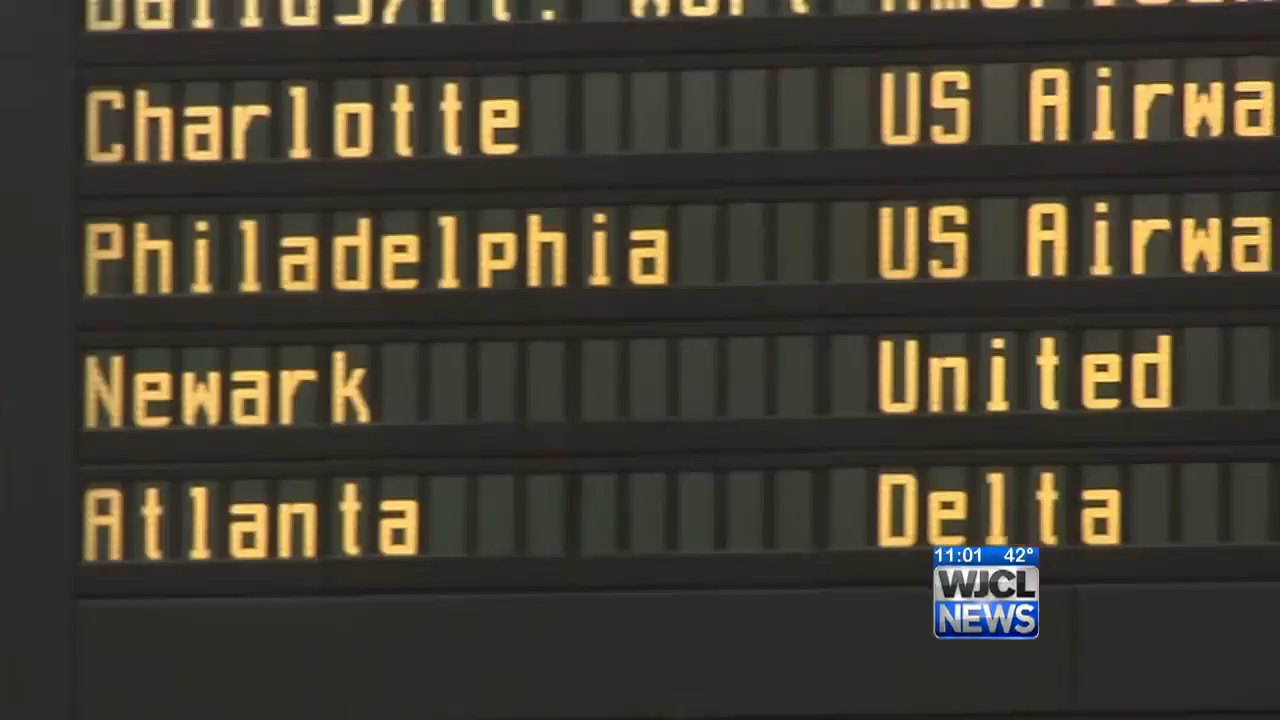 Charlotte US Airwa
Philadelphia US Airwa
Newark United
Atlanta Delta
11:01 42°
WJCL
NEWS